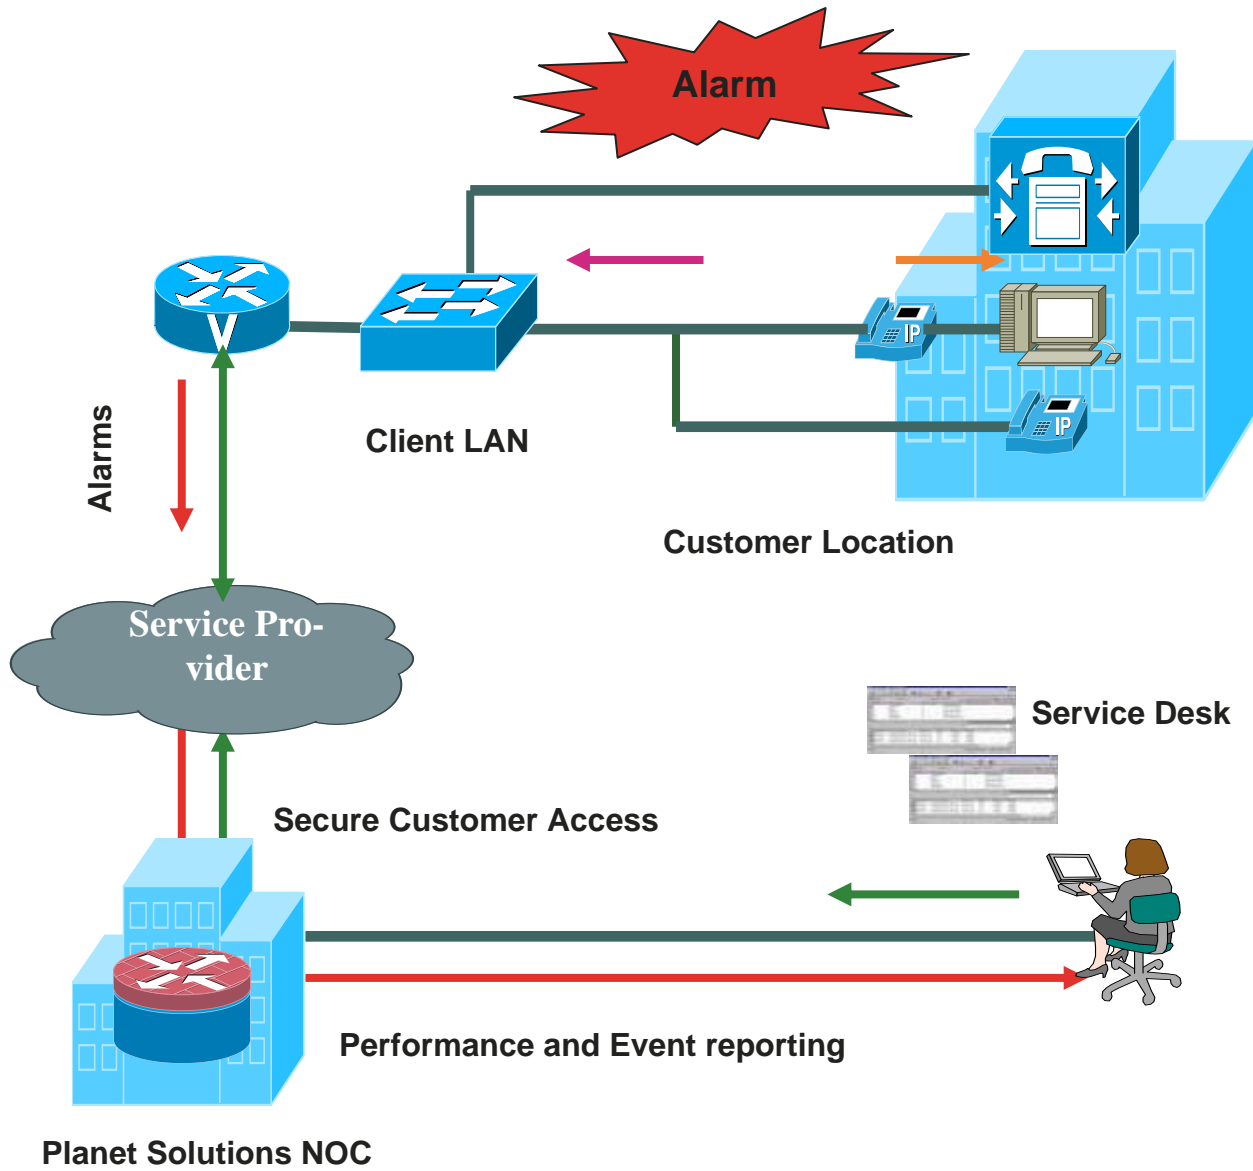 Alarm
V
IP
IP
Client LAN
Alarms
Customer Location
Service Pro-
vider
Service Desk
Secure Customer Access
Performance and Event reporting
Planet Solutions NOC